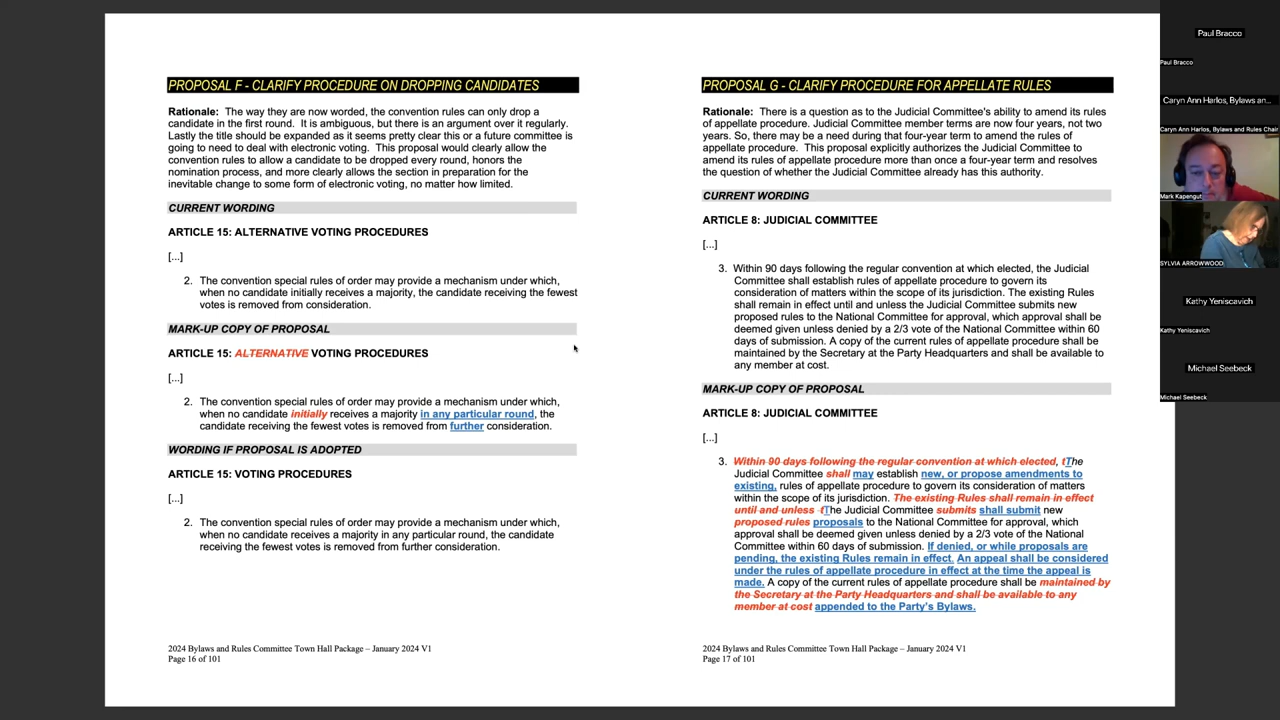 PROPOSAL F - CLARIFY PROCEDURE ON DROPPING CANDIDATES
Rationale: The way they are now worded, the convention rules can only drop a
candidate in the first round. It is ambiguous, but there is an argument over it regularly.
Lastly the title should be expanded as it seems pretty clear this or a future committee is
going to need to deal with electronic voting. This proposal would clearly allow the
convention rules to allow a candidate to be dropped every round, honors the
nomination process, and more clearly allows the section in preparation for the
inevitable change to some form of electronic voting, no matter how limited.
CURRENT WORDING
ARTICLE 15: ALTERNATIVE VOTING PROCEDURES
[...]
2. The convention special rules of order may provide a mechanism under which,
when no candidate initially receives a majority, the candidate receiving the fewest
votes is removed from consideration.
MARK-UP COPY OF PROPOSAL
ARTICLE 15: ALTERNATIVE VOTING PROCEDURES
[...]
2. The convention special rules of order may provide a mechanism under which,
when no candidate initially receives a majority in any particular round, the
candidate receiving the fewest votes is removed from further consideration.
WORDING IF PROPOSAL IS ADOPTED
ARTICLE 15: VOTING PROCEDURES
[...]
2. The convention special rules of order may provide a mechanism under which,
when no candidate receives a majority in any particular round, the candidate
receiving the fewest votes is removed from further consideration.
2024 Bylaws and Rules Committee Town Hall Package – January 2024 V1
Page 16 of 101
PROPOSAL G - CLARIFY PROCEDURE FOR APPELLATE RULES
Rationale: There is a question as to the Judicial Committee's ability to amend its rules
of appellate procedure. Judicial Committee member terms are now four years, not two
years. So, there may be a need during that four-year term to amend the rules of
appellate procedure. This proposal explicitly authorizes the Judicial Committee to
amend its rules of appellate procedure more than once a four-year term and resolves
the question of whether the Judicial Committee already has this authority.
CURRENT WORDING
ARTICLE 8: JUDICIAL COMMITTEE
[...]
3. Within 90 days following the regular convention at which elected, the Judicial
Committee shall establish rules of appellate procedure to govern its
consideration of matters within the scope of its jurisdiction. The existing Rules
shall remain in effect until and unless the Judicial Committee submits new
proposed rules to the National Committee for approval, which approval shall be
deemed given unless denied by a 2/3 vote of the National Committee within 60
days of submission. A copy of the current rules of appellate procedure shall be
maintained by the Secretary at the Party Headquarters and shall be available to
any member at cost.
MARK-UP COPY OF PROPOSAL
ARTICLE 8: JUDICIAL COMMITTEE
[...]
3. Within 90 days following the regular convention at which elected, tThe
Judicial Committee shall may establish new, or propose amendments to
existing, rules of appellate procedure to govern its consideration of matters
within the scope of its jurisdiction. The existing Rules shall remain in effect
until and unless tThe Judicial Committee submits shall submit new
proposed rules proposals to the National Committee for approval, which
approval shall be deemed given unless denied by a 2/3 vote of the National
Committee within 60 days of submission. If denied, or while proposals are
pending, the existing Rules remain in effect. An appeal shall be considered
under the rules of appellate procedure in effect at the time the appeal is
made. A copy of the current rules of appellate procedure shall be maintained by
the Secretary at the Party Headquarters and shall be available to any
member at cost appended to the Party's Bylaws.
2024 Bylaws and Rules Committee Town Hall Package – January 2024 V1
Page 17 of 101
Paul Bracco
Paul Bracco
Caryn Ann Harlos, Bylaws an...
Caryn Ann Harlos, Bylaws and Rules Chair
Mark Kapengut
SYLVIA ARROWWOOD
Kathy Yeniscavich
Kathy Yeniscavich
Michael Seebeck
Michael Seebeck